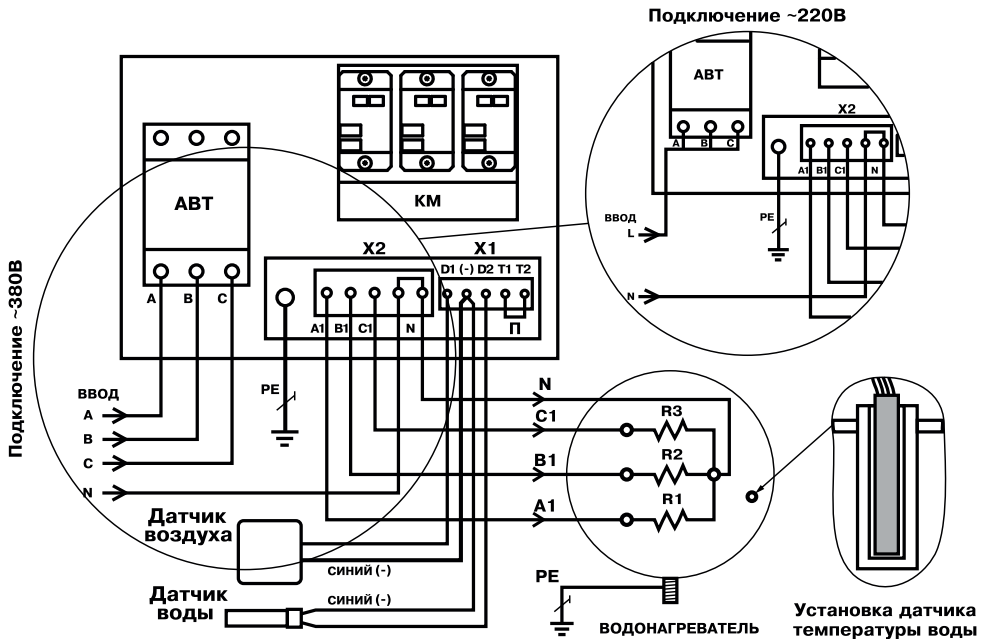 Подключение ~220В
АВТ
X2
A B C
A1 B1 C1 N
ВВОД
L
PE
N
Подключение ~380В
АВТ
КМ
X2 X1
D1 (-) D2 T1 T2
A B C
A1 B1 C1 N
П
PE
ВВОД
A
B
C
N
N
C1
B1
A1
R3
R2
R1
Датчик
воздуха
СИНИЙ (-)
Датчик
воды
СИНИЙ (-)
PE
ВОДОНАГРЕВАТЕЛЬ
Установка датчика
температуры воды